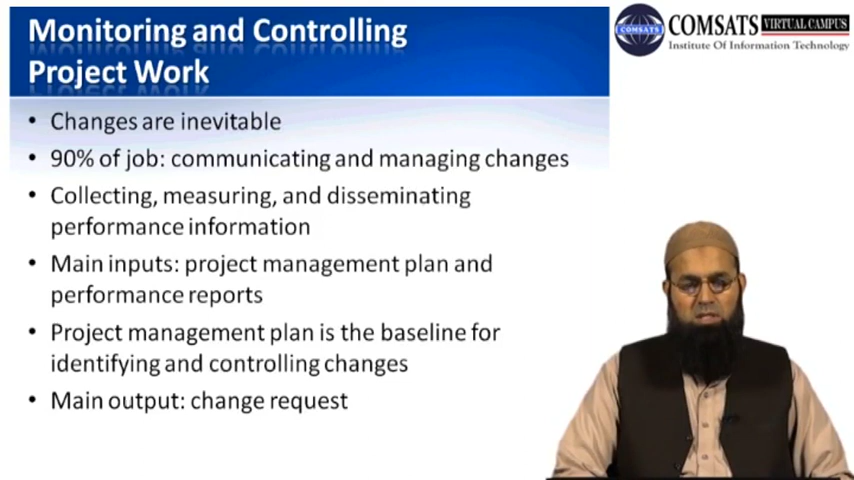 Monitoring and Controlling
Project Work
COMSATS
COMSATS VIRTUAL CAMPUS
Institute Of Information Technology
• Changes are inevitable
• 90% of job: communicating and managing changes
• Collecting, measuring, and disseminating
performance information
• Main inputs: project management plan and
performance reports
• Project management plan is the baseline for
identifying and controlling changes
• Main output: change request